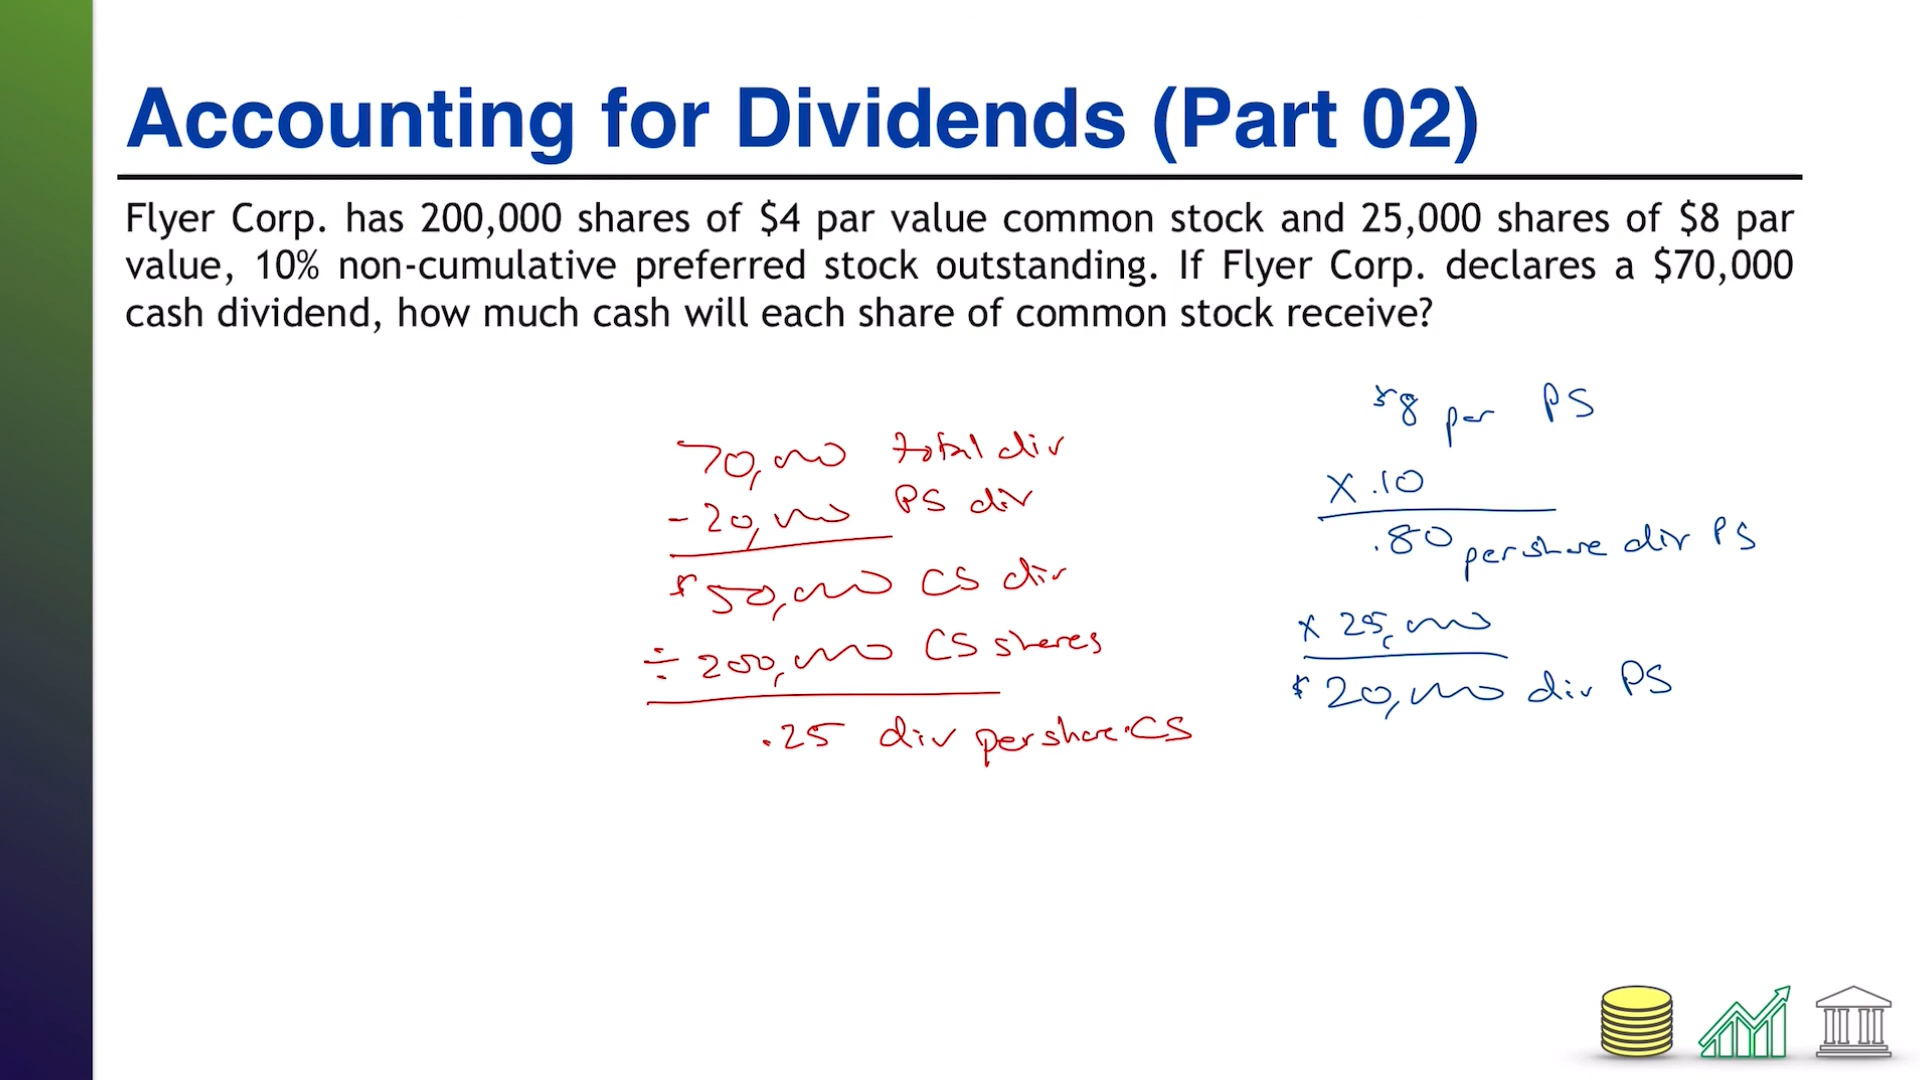 Accounting for Dividends (Part 02)
Flyer Corp. has 200,000 shares of $4 par value common stock and 25,000 shares of $8 par
value, 10% non-cumulative preferred stock outstanding. If Flyer Corp. declares a $70,000
cash dividend, how much cash will each share of common stock receive?
70,000 total div
- 20,000 PS div
$50,000 CS div
÷ 200,000 CS shares
.25 div per share CS
$8 par PS
X .10
.80 per share div PS
X 25,000
$20,000 div PS